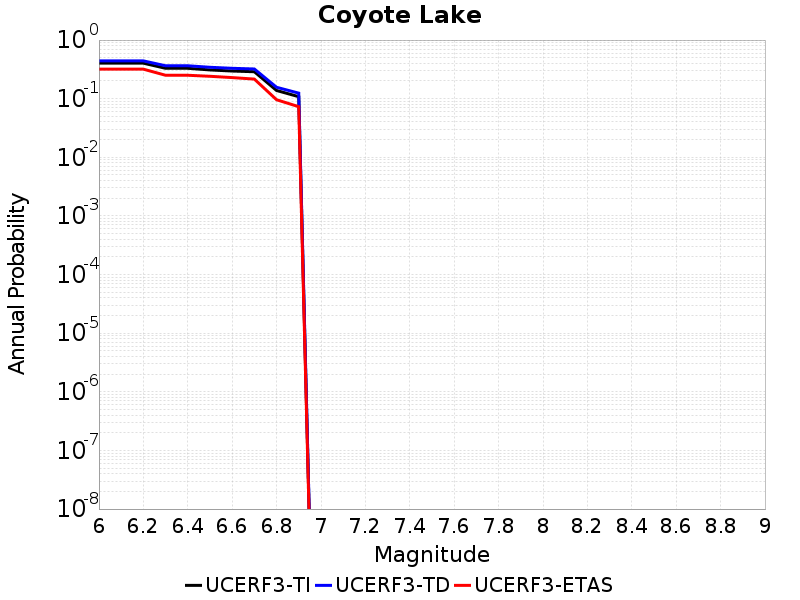 Coyote Lake
Annual Probability
10^0
10^-1
10^-2
10^-3
10^-4
10^-5
10^-6
10^-7
10^-8
6 6.2 6.4 6.6 6.8 7 7.2 7.4 7.6 7.8 8 8.2 8.4 8.6 8.8 9
Magnitude
UCERF3-TI UCERF3-TD UCERF3-ETAS